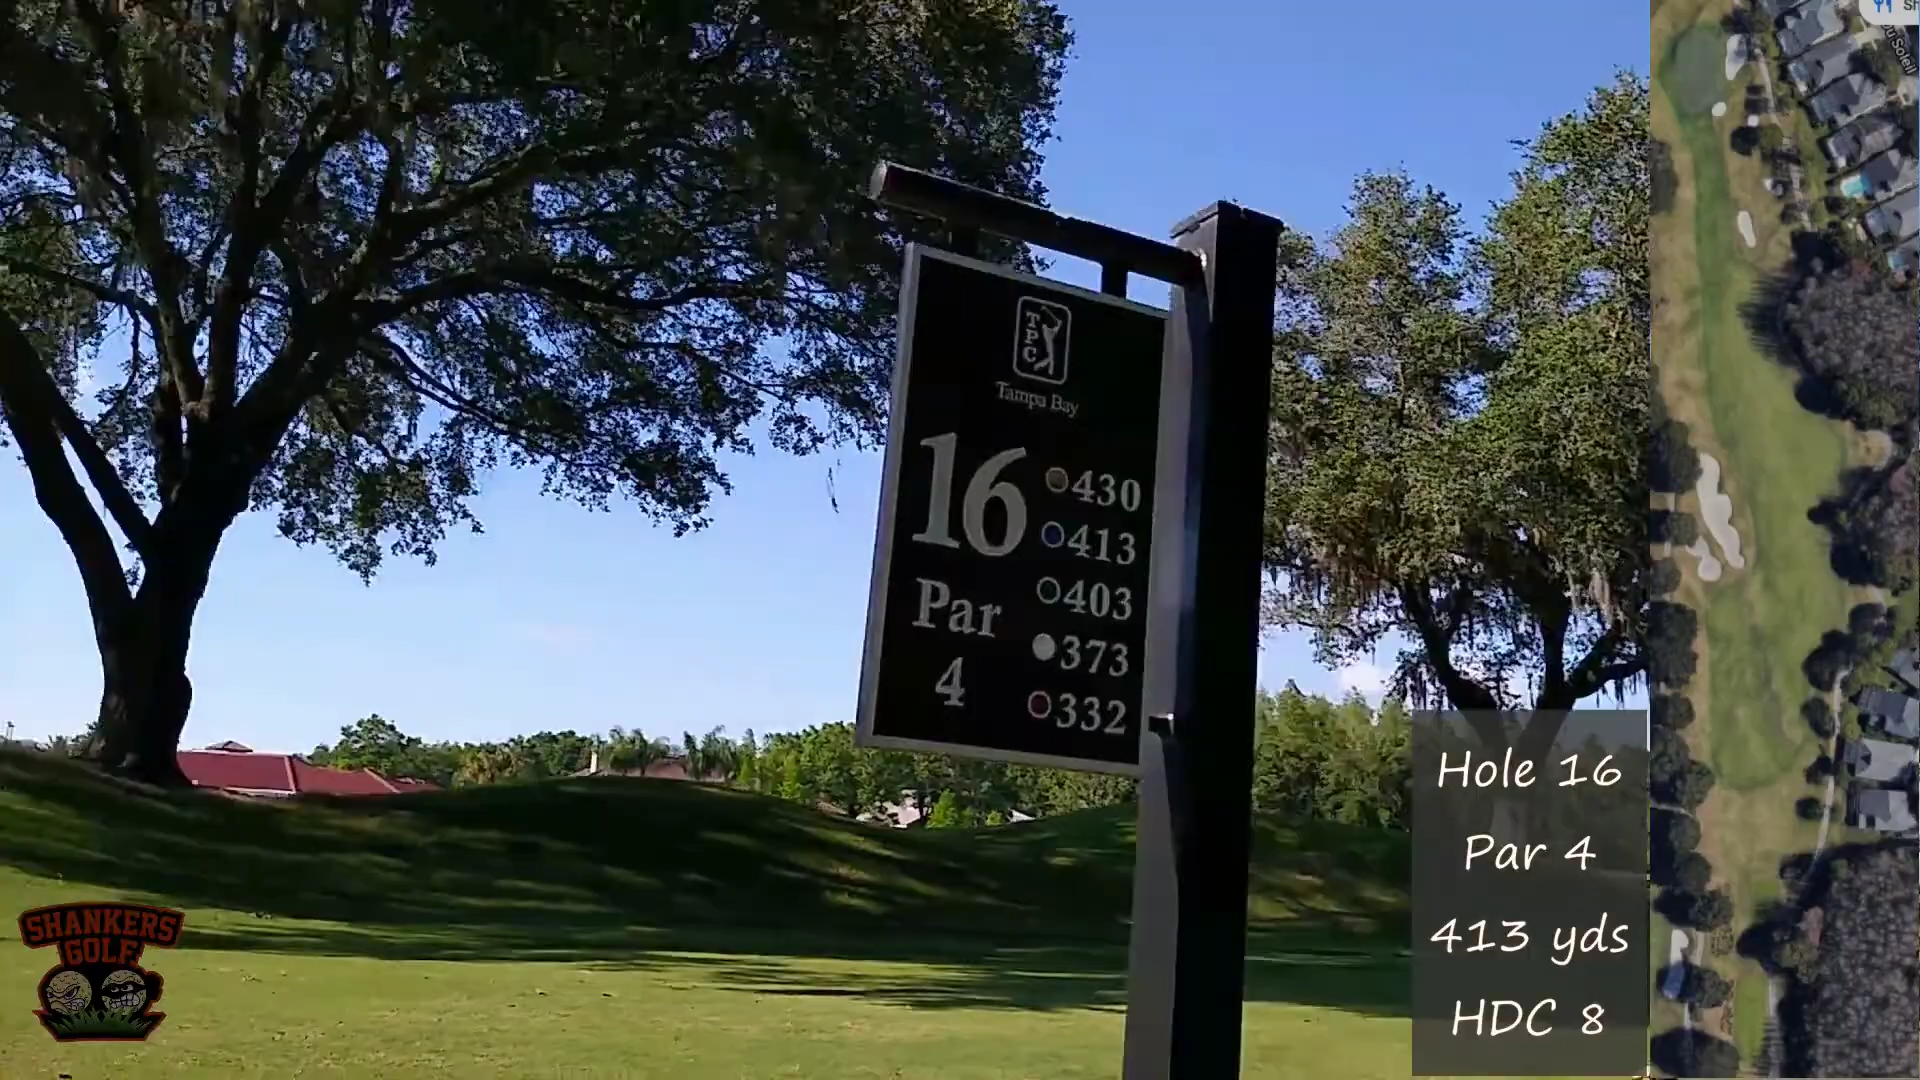 TPC
Tampa Bay
16
Par
4
430
413
403
373
332
Hole 16
Par 4
413 yds
HDC 8
SHANKERS
GOLF
Soleil